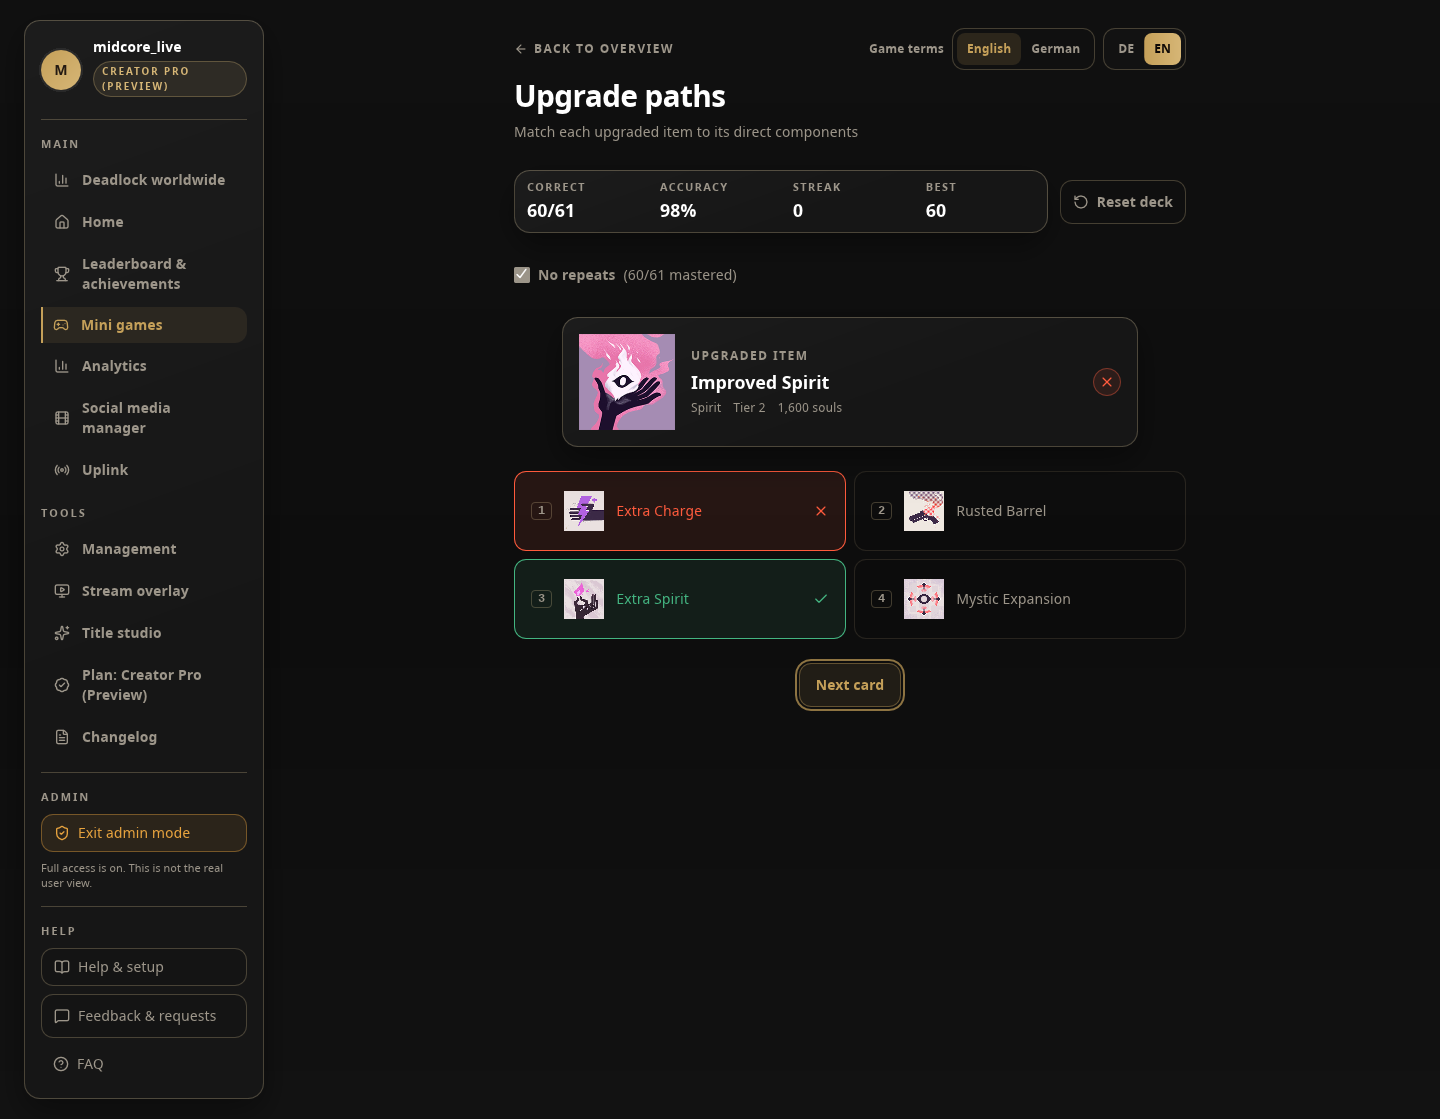 M
midcore_live
CREATOR PRO
(PREVIEW)
MAIN
Deadlock worldwide
Home
Leaderboard &
achievements
Mini games
Analytics
Social media
manager
Uplink
TOOLS
Management
Stream overlay
Title studio
Plan: Creator Pro
(Preview)
Changelog
ADMIN
Exit admin mode
Full access is on. This is not the real
user view.
HELP
Help & setup
Feedback & requests
FAQ
BACK TO OVERVIEW
Game terms English German DE EN
Upgrade paths
Match each upgraded item to its direct components
CORRECT ACCURACY STREAK BEST
60/61 98% 0 60
Reset deck
No repeats (60/61 mastered)
UPGRADED ITEM
Improved Spirit
Spirit Tier 2 1,600 souls
1 Extra Charge
2 Rusted Barrel
3 Extra Spirit
4 Mystic Expansion
Next card